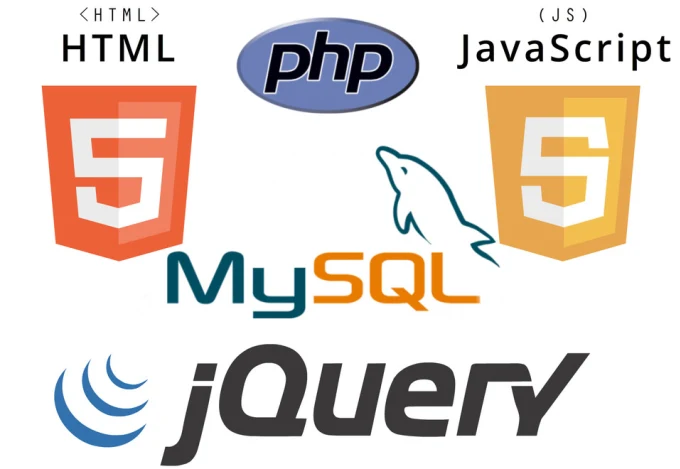 <HTML>
HTML
5
php
(JS)
JavaScript
5
MySQL
jQuery